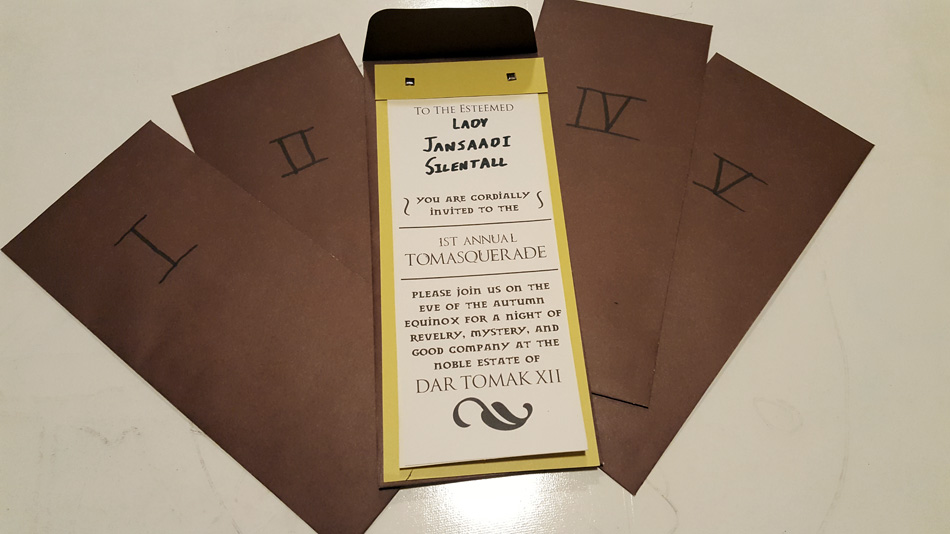 I
II
TO THE ESTEEMED
LADY
JANSAADI
SILENTALL
YOU ARE CORDIALLY
INVITED TO THE
1ST ANNUAL
TOMASQUERADE
PLEASE JOIN US ON THE
EVE OF THE AUTUMN
EQUINOX FOR A NIGHT OF
REVELRY, MYSTERY, AND
GOOD COMPANY AT THE
NOBLE ESTATE OF
DAR TOMAK XII
IV
V